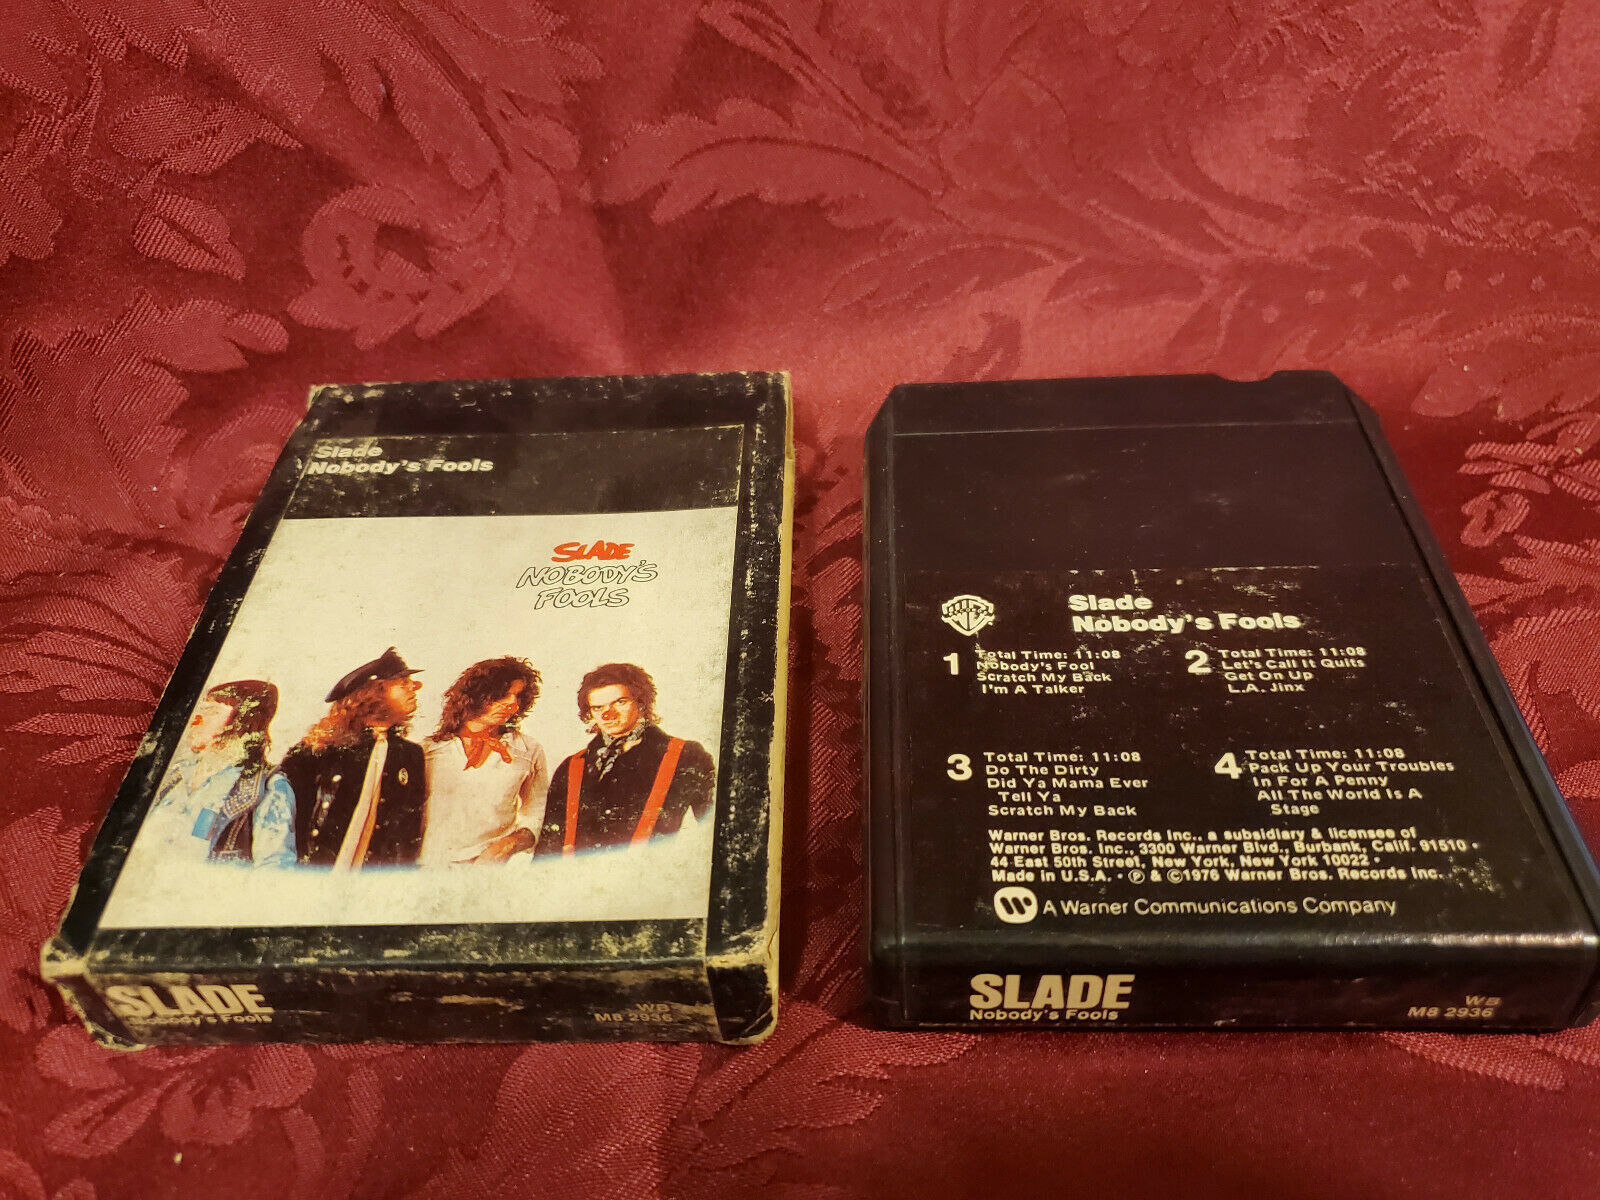 Slade
Nobody's Fools
SLADE
NOBODY'S
FOOLS
SLADE
Nobody's Fools
WB
M8 2936
Slade
Nobody's Fools
1 Total Time: 11:08
Nobody's Fool
Scratch My Back
I'm A Talker
2 Total Time: 11:08
Let's Call It Quits
Get On Up
L.A. Jinx
3 Total Time: 11:08
Do The Dirty
Did Ya Mama Ever
Tell Ya
Scratch My Back
4 Total Time: 11:08
Pack Up Your Troubles
In For A Penny
All The World Is A
Stage
Warner Bros. Records Inc., a subsidiary & licensee of
Warner Bros. Inc., 3300 Warner Blvd., Burbank, Calif. 91510 •
44 East 50th Street, New York, New York 10022 •
Made in U.S.A. • ℗ & ©1976 Warner Bros. Records Inc.
A Warner Communications Company
SLADE
Nobody's Fools
WB
M8 2936